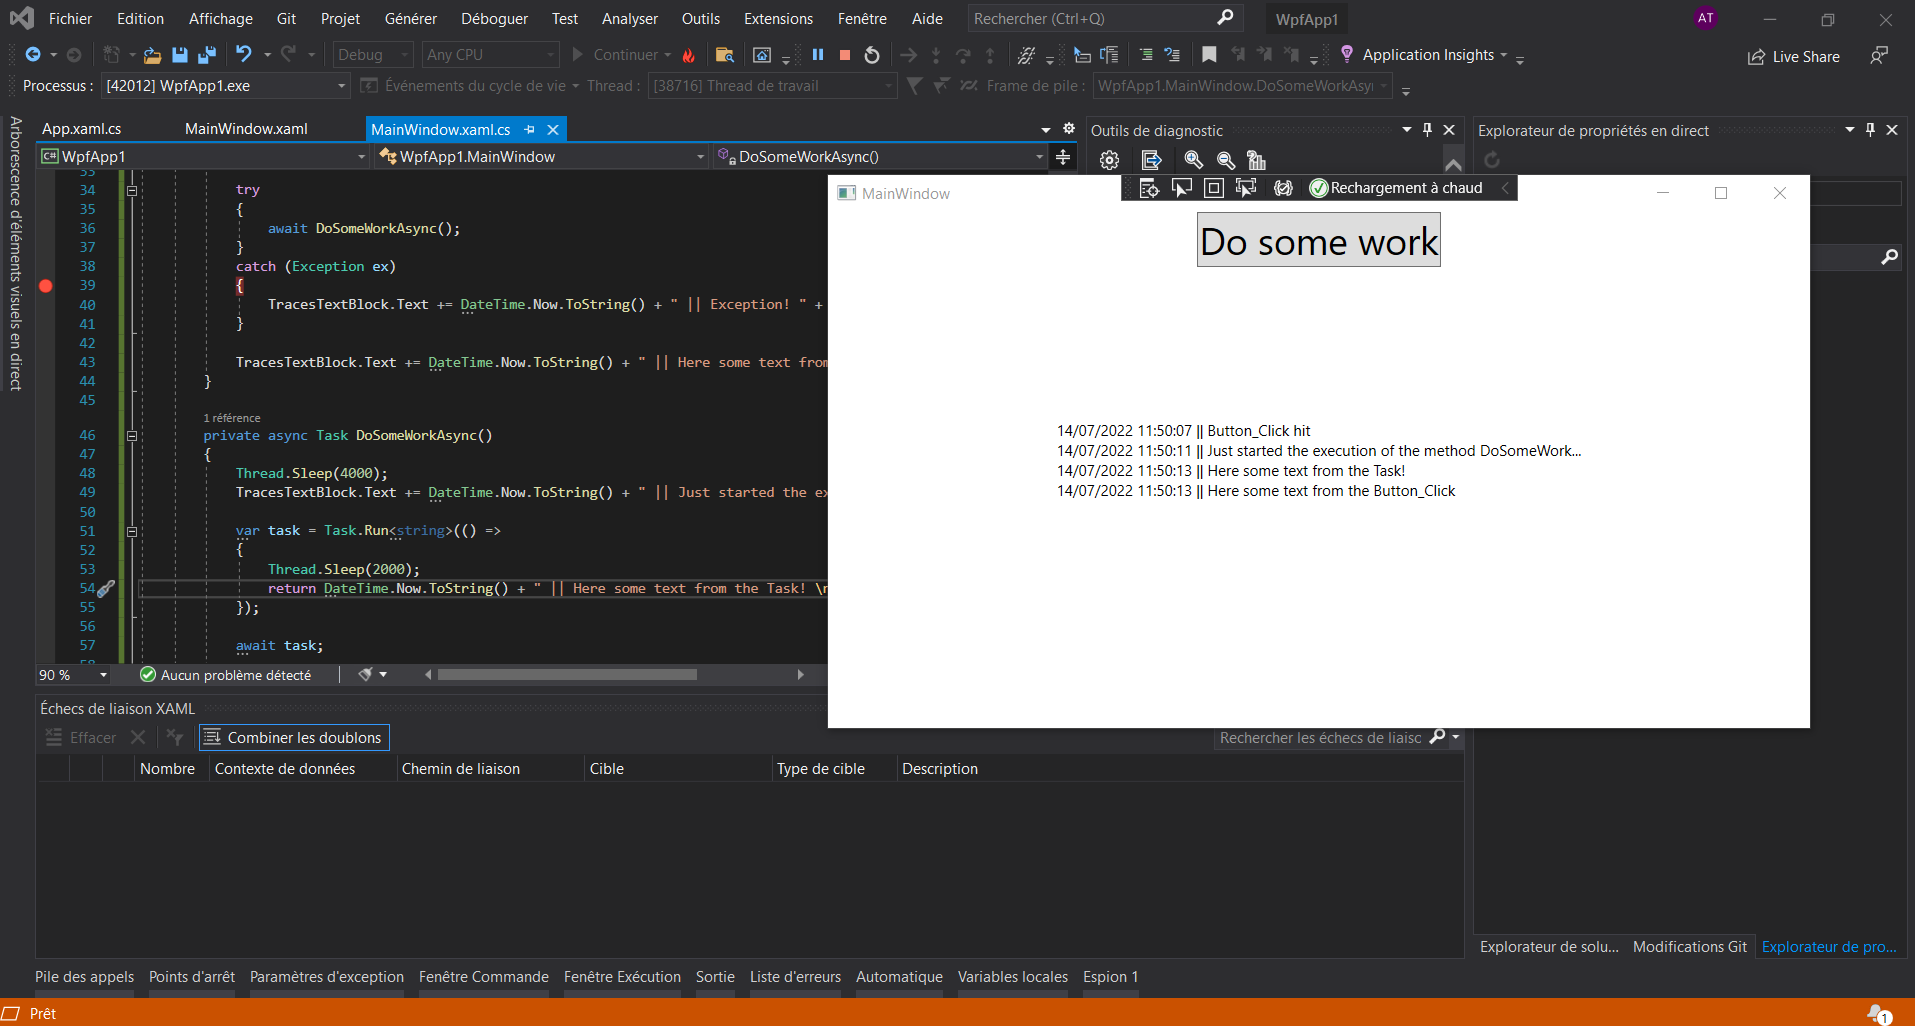 Fichier Edition Affichage Git Projet Générer Déboguer Test Analyser Outils Extensions Fenêtre Aide Rechercher (Ctrl+Q) WpfApp1 AT
Debug Any CPU Continuer Application Insights Live Share
Processus : [42012] WpfApp1.exe Événements du cycle de vie Thread : [38716] Thread de travail Frame de pile : WpfApp1.MainWindow.DoSomeWorkAsy
Arborescence d'éléments visuels en direct
App.xaml.cs MainWindow.xaml MainWindow.xaml.cs
C# WpfApp1 WpfApp1.MainWindow DoSomeWorkAsync()
33
34 try
35 {
36 await DoSomeWorkAsync();
37 }
38 catch (Exception ex)
39 {
40 TracesTextBlock.Text += DateTime.Now.ToString() + " || Exception! " +
41 }
42
43 TracesTextBlock.Text += DateTime.Now.ToString() + " || Here some text from
44 }
45
1 référence
46 private async Task DoSomeWorkAsync()
47 {
48 Thread.Sleep(4000);
49 TracesTextBlock.Text += DateTime.Now.ToString() + " || Just started the ex
50
51 var task = Task.Run<string>(() =>
52 {
53 Thread.Sleep(2000);
54 return DateTime.Now.ToString() + " || Here some text from the Task! \n
55 });
56
57 await task;
58
90 % Aucun problème détecté
Outils de diagnostic
Explorateur de propriétés en direct
MainWindow Rechargement à chaud
Do some work
14/07/2022 11:50:07 || Button_Click hit
14/07/2022 11:50:11 || Just started the execution of the method DoSomeWork...
14/07/2022 11:50:13 || Here some text from the Task!
14/07/2022 11:50:13 || Here some text from the Button_Click
Échecs de liaison XAML
Effacer Combiner les doublons Rechercher les échecs de liaisc
Nombre Contexte de données Chemin de liaison Cible Type de cible Description
Explorateur de solu... Modifications Git Explorateur de pro...
Pile des appels Points d'arrêt Paramètres d'exception Fenêtre Commande Fenêtre Exécution Sortie Liste d'erreurs Automatique Variables locales Espion 1
Prêt 1